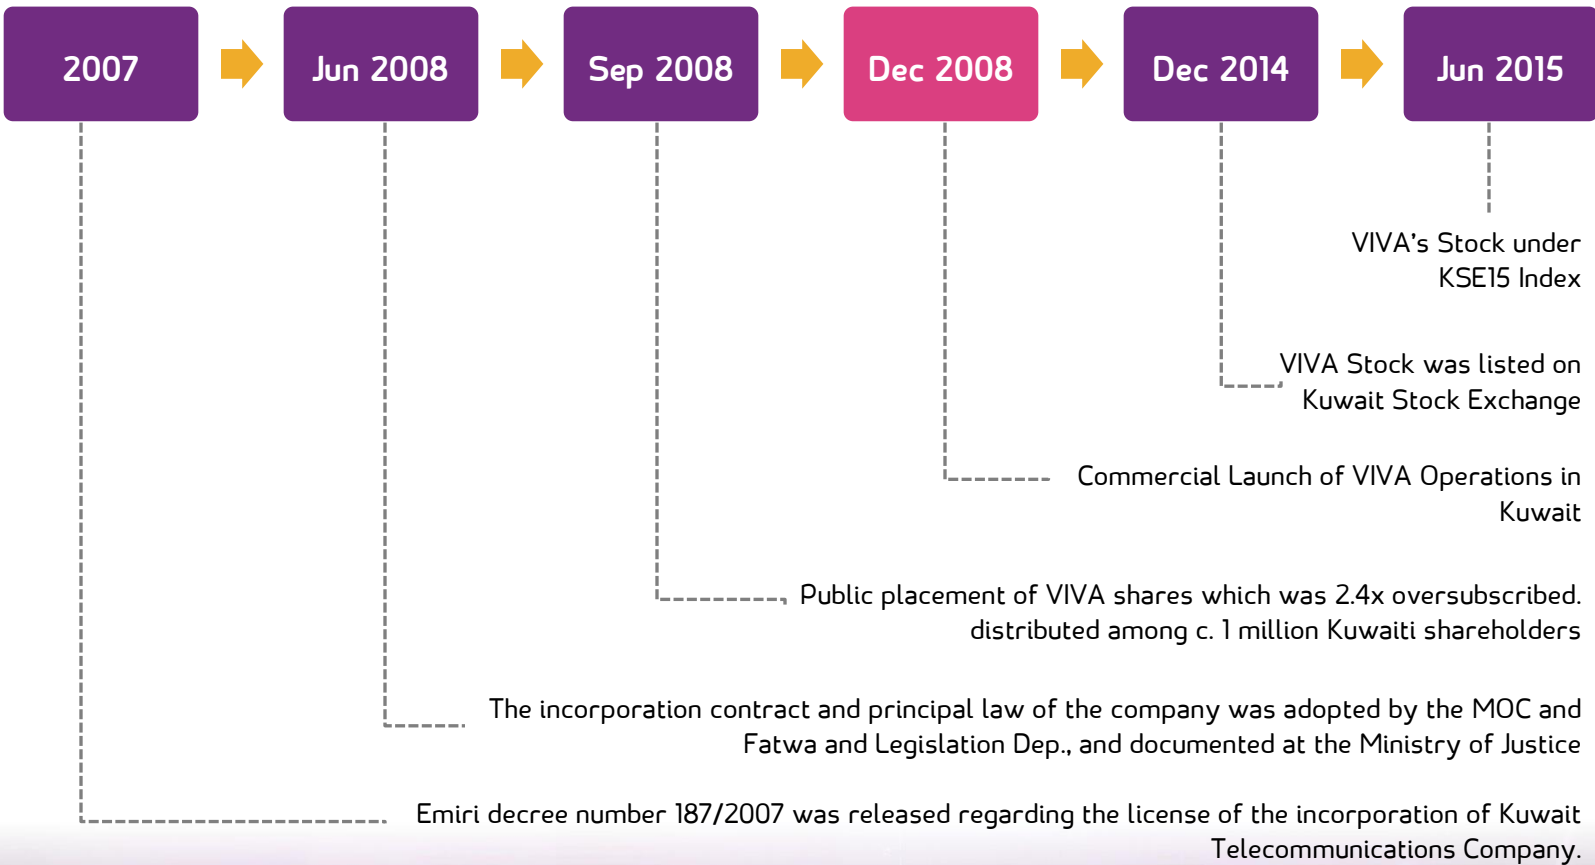 2007
Jun 2008
Sep 2008
Dec 2008
Dec 2014
Jun 2015
VIVA's Stock under
KSE15 Index
VIVA Stock was listed on
Kuwait Stock Exchange
Commercial Launch of VIVA Operations in
Kuwait
Public placement of VIVA shares which was 2.4x oversubscribed.
distributed among c. 1 million Kuwaiti shareholders
The incorporation contract and principal law of the company was adopted by the MOC and
Fatwa and Legislation Dep., and documented at the Ministry of Justice
Emiri decree number 187/2007 was released regarding the license of the incorporation of Kuwait
Telecommunications Company.